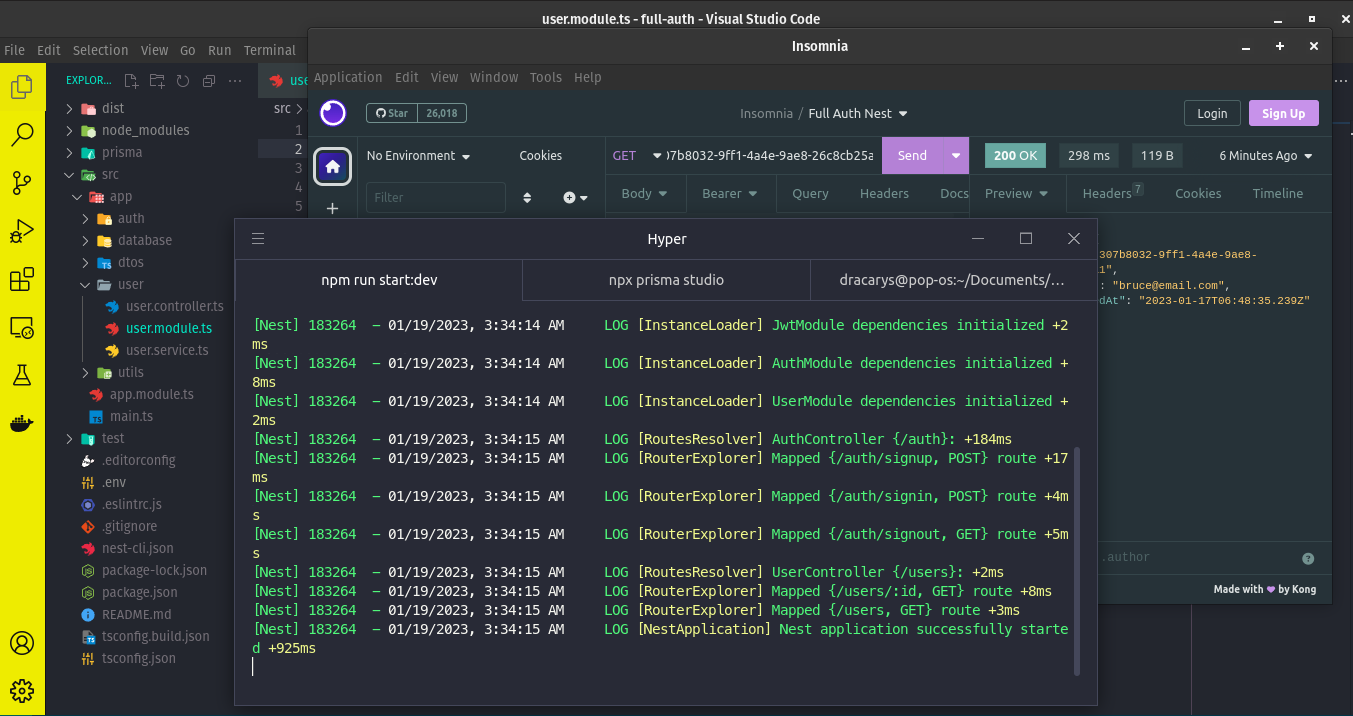 user.module.ts - full-auth - Visual Studio Code
File Edit Selection View Go Run Terminal
Insomnia
Application Edit View Window Tools Help
EXPLOR...
dist
node_modules
prisma
src
app
auth
database
dtos
user
user.controller.ts
user.module.ts
user.service.ts
utils
app.module.ts
main.ts
test
.editorconfig
.env
.eslintrc.js
.gitignore
nest-cli.json
package-lock.json
package.json
README.md
tsconfig.build.json
tsconfig.json
src
1
2
3
4
5
Star 26,018
Insomnia / Full Auth Nest
Login Sign Up
No Environment Cookies
GET 07b8032-9ff1-4a4e-9ae8-26c8cb25a Send
200 OK 298 ms 119 B 6 Minutes Ago
Filter
Body Bearer Query Headers Docs
Preview Headers 7 Cookies Timeline
307b8032-9ff1-4a4e-9ae8-
1",
: "bruce@email.com",
dAt": "2023-01-17T06:48:35.239Z"
.author
Made with by Kong
Hyper
npm run start:dev npx prisma studio dracarys@pop-os:~/Documents/...
[Nest] 183264 - 01/19/2023, 3:34:14 AM LOG [InstanceLoader] JwtModule dependencies initialized +2
ms
[Nest] 183264 - 01/19/2023, 3:34:14 AM LOG [InstanceLoader] AuthModule dependencies initialized +
8ms
[Nest] 183264 - 01/19/2023, 3:34:14 AM LOG [InstanceLoader] UserModule dependencies initialized +
2ms
[Nest] 183264 - 01/19/2023, 3:34:15 AM LOG [RoutesResolver] AuthController {/auth}: +184ms
[Nest] 183264 - 01/19/2023, 3:34:15 AM LOG [RouterExplorer] Mapped {/auth/signup, POST} route +17
ms
[Nest] 183264 - 01/19/2023, 3:34:15 AM LOG [RouterExplorer] Mapped {/auth/signin, POST} route +4m
s
[Nest] 183264 - 01/19/2023, 3:34:15 AM LOG [RouterExplorer] Mapped {/auth/signout, GET} route +5m
s
[Nest] 183264 - 01/19/2023, 3:34:15 AM LOG [RoutesResolver] UserController {/users}: +2ms
[Nest] 183264 - 01/19/2023, 3:34:15 AM LOG [RouterExplorer] Mapped {/users/:id, GET} route +8ms
[Nest] 183264 - 01/19/2023, 3:34:15 AM LOG [RouterExplorer] Mapped {/users, GET} route +3ms
[Nest] 183264 - 01/19/2023, 3:34:15 AM LOG [NestApplication] Nest application successfully starte
d +925ms